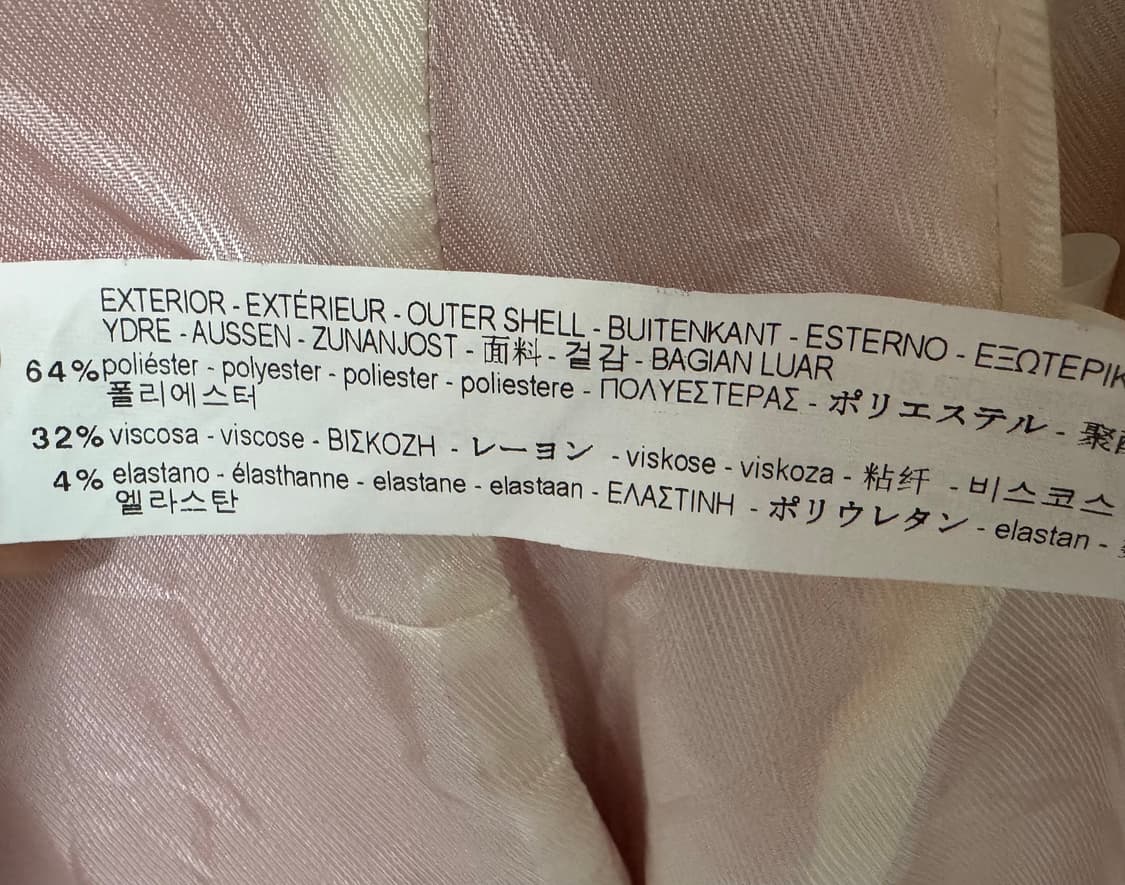 EXTERIOR - EXTÉRIEUR - OUTER SHELL - BUITENKANT - ESTERNO - ΕΞΩΤΕΡΙΚ
YDRE - AUSSEN - ZUNANJOST - 面料 - 겉감 - BAGIAN LUAR
64% poliéster - polyester - poliester - poliestere - ΠΟΛΥΕΣΤΕΡΑΣ - ポリエステル - 聚
폴리에스터
32% viscosa - viscose - ΒΙΣΚΟΖΗ - レーヨン - viskose - viskoza - 粘纤 - 비스코스
4% elastano - élasthanne - elastane - elastaan - ΕΛΑΣΤΙΝΗ - ポリウレタン - elastan -
엘라스탄